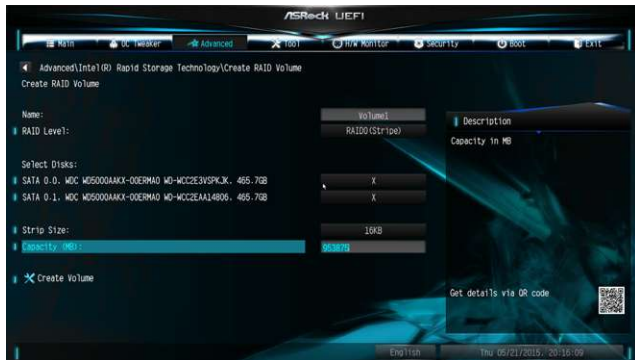 ASRock UEFI
Main OC Tweaker Advanced Tool H/W Monitor Security Boot Exit
Advanced\Intel(R) Rapid Storage Technology\Create RAID Volume
Create RAID Volume
Name: Volume1
RAID Level: RAID0(Stripe)
Select Disks:
SATA 0.0, WDC WD5000AAKX-00ERMA0 WD-WCC2E3VSPKJK, 465.7GB X
SATA 0.1, WDC WD5000AAKX-00ERMA0 WD-WCC2EAA14806, 465.7GB X
Strip Size: 16KB
Capacity (MB): 953875
Create Volume
Description
Capacity in MB
Get details via QR code
English Thu 05/21/2015, 20:16:09